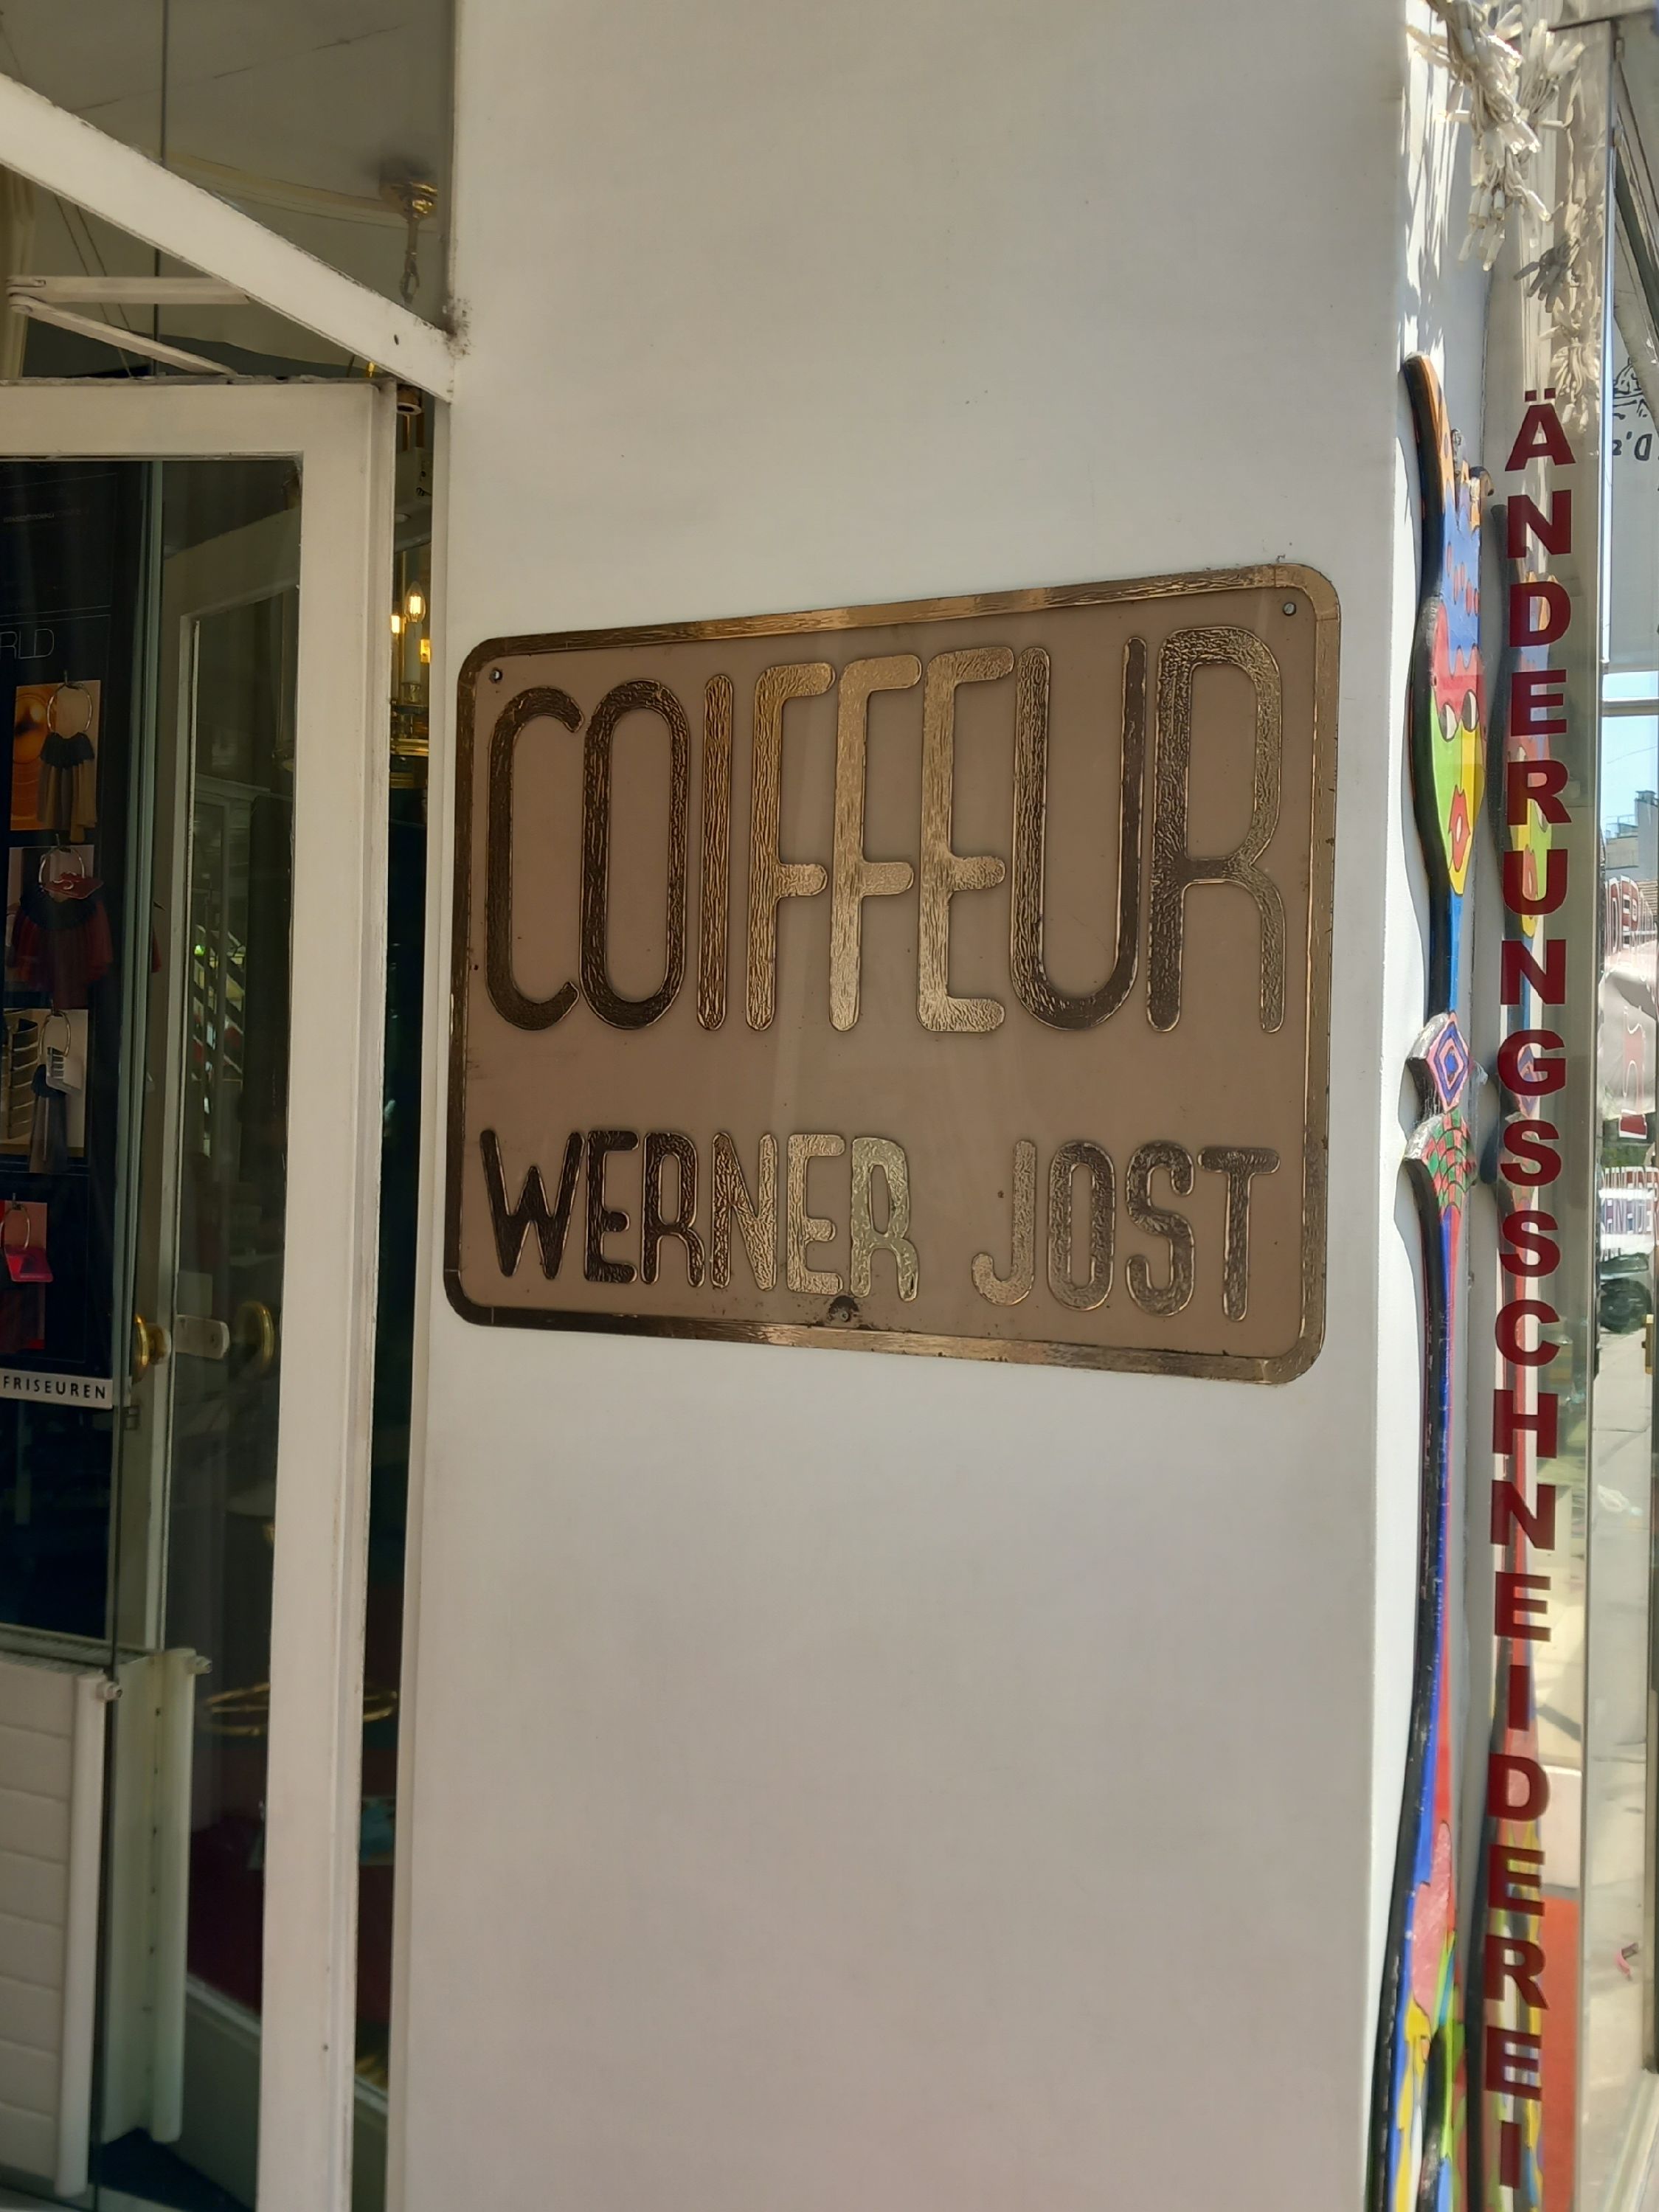 COIFFEUR
WERNER JOST
ÄNDERUNGSSCHNEIDEREI
FRISEUREN